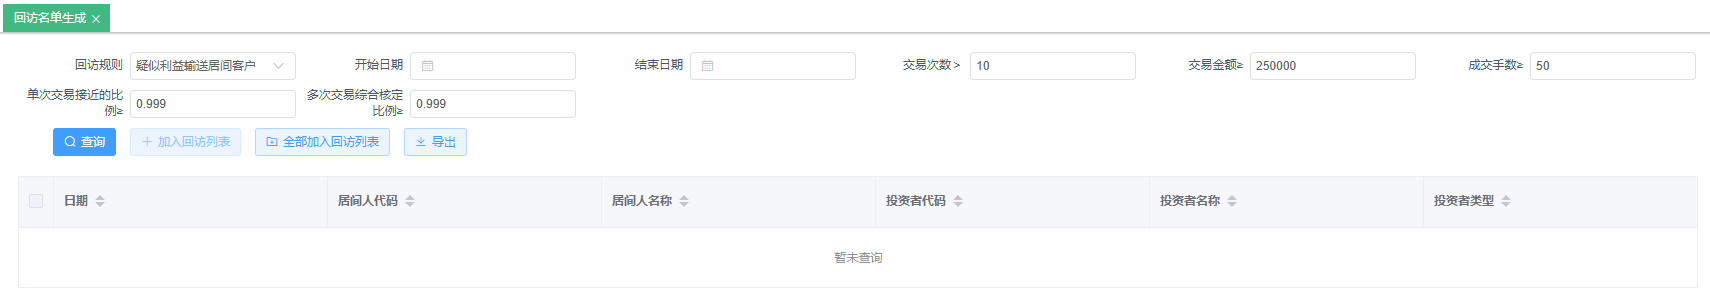 回访名单生成
回访规则 疑似利益输送居间客户 开始日期 结束日期 交易次数 > 10 交易金额≥ 250000 成交手数≥ 50
单次交易接近的比例≥ 0.999 多次交易综合核定比例≥ 0.999
查询 加入回访列表 全部加入回访列表 导出
日期 居间人代码 居间人名称 投资者代码 投资者名称 投资者类型
暂未查询